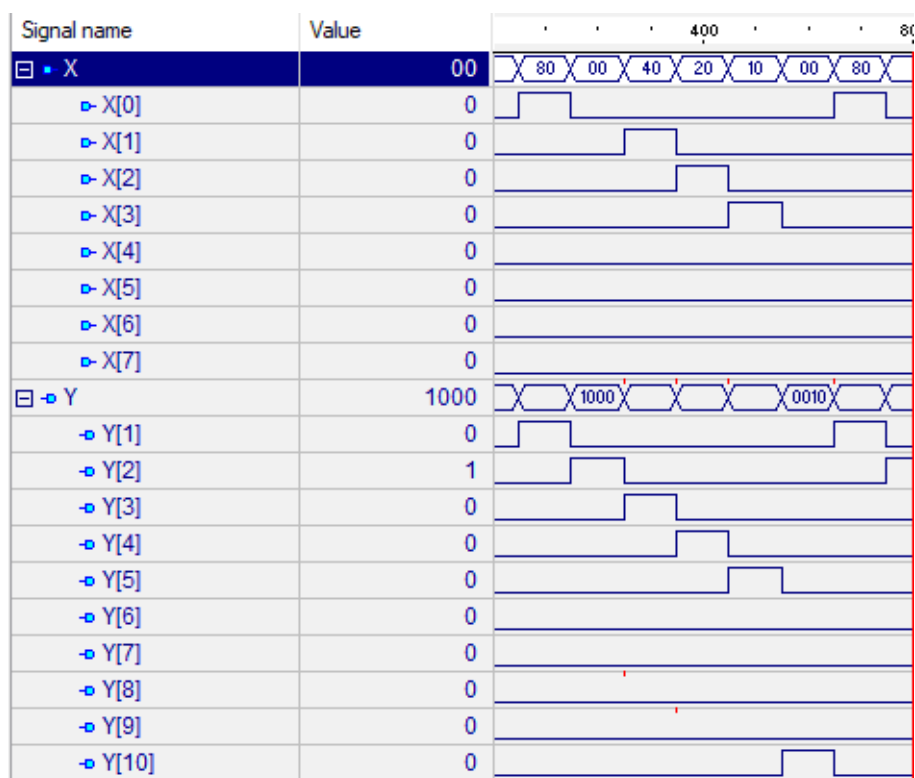 Signal name Value 400 80
X 00 80 00 40 20 10 00 80
X[0] 0
X[1] 0
X[2] 0
X[3] 0
X[4] 0
X[5] 0
X[6] 0
X[7] 0
Y 1000 1000 0010
Y[1] 0
Y[2] 1
Y[3] 0
Y[4] 0
Y[5] 0
Y[6] 0
Y[7] 0
Y[8] 0
Y[9] 0
Y[10] 0